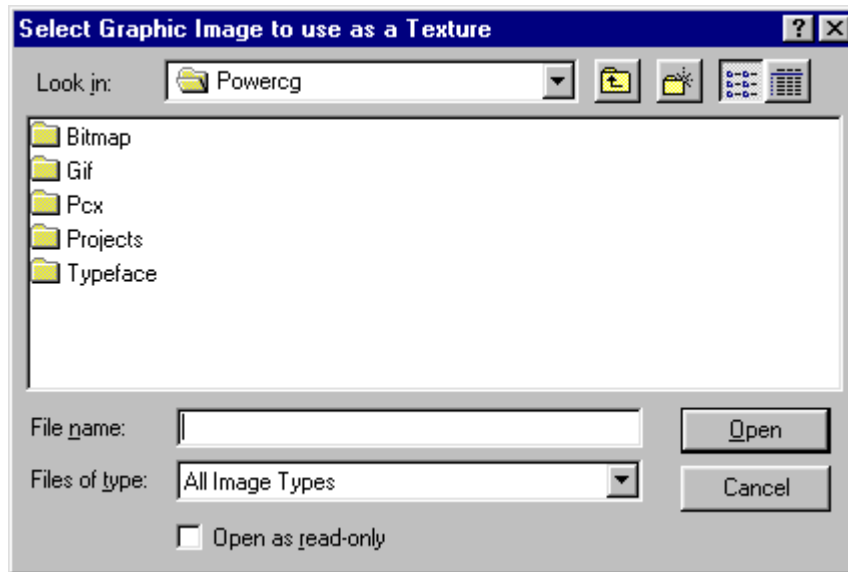 Select Graphic Image to use as a Texture
Look in: Powercg
Bitmap
Gif
Pcx
Projects
Typeface
File name: Open
Files of type: All Image Types Cancel
Open as read-only